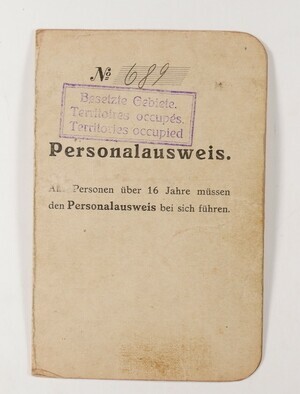 № 689
Besetzte Gebiete.
Territoires occupés.
Territories occupied
Personalausweis.
Alle Personen über 16 Jahre müssen
den Personalausweis bei sich führen.